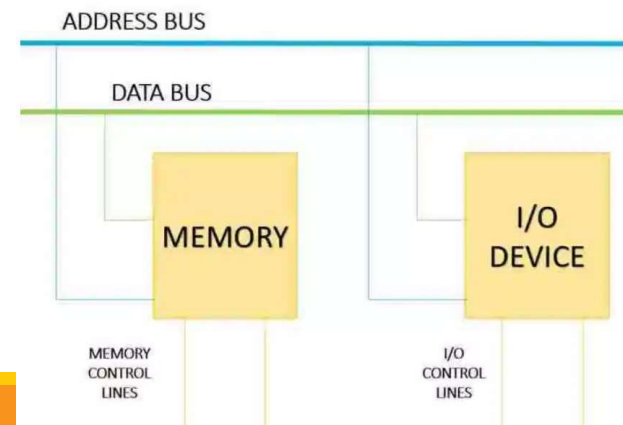 ADDRESS BUS
DATA BUS
MEMORY
I/O
DEVICE
MEMORY
CONTROL
LINES
I/O
CONTROL
LINES